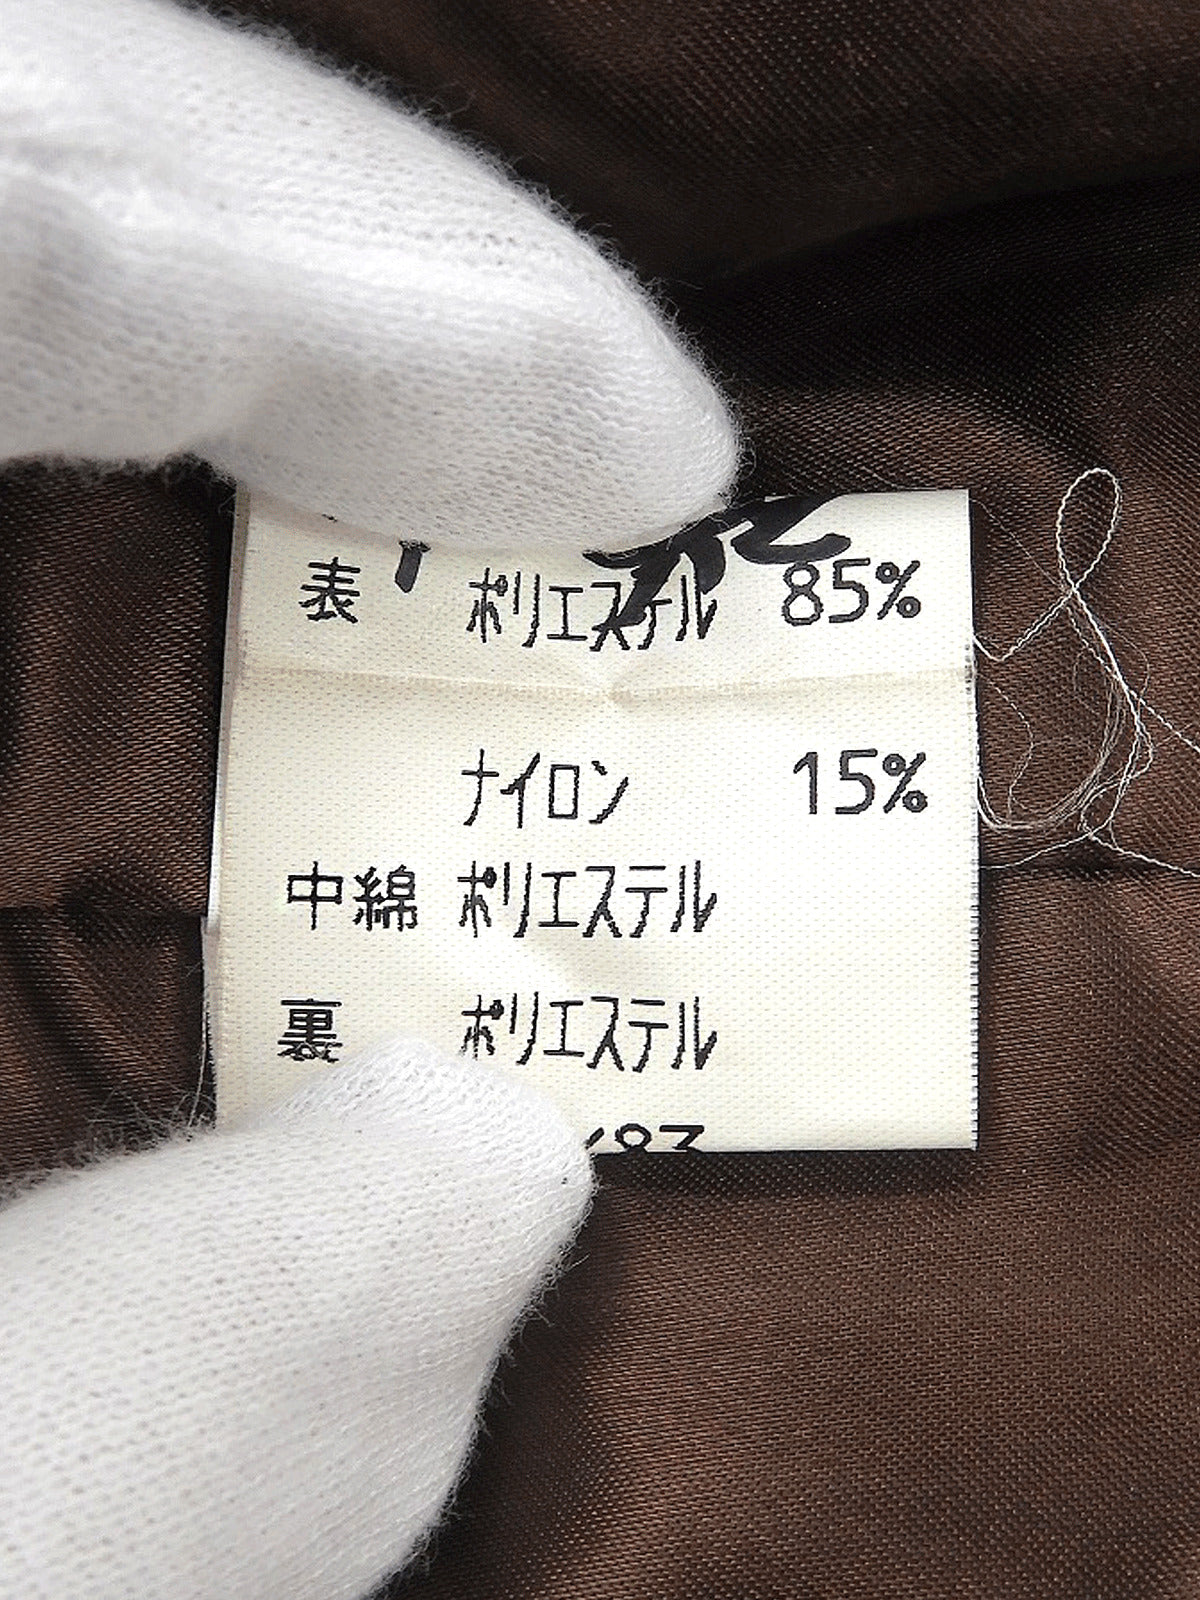 表 ポリエステル 85%
ナイロン 15%
中綿 ポリエステル
裏 ポリエステル
83